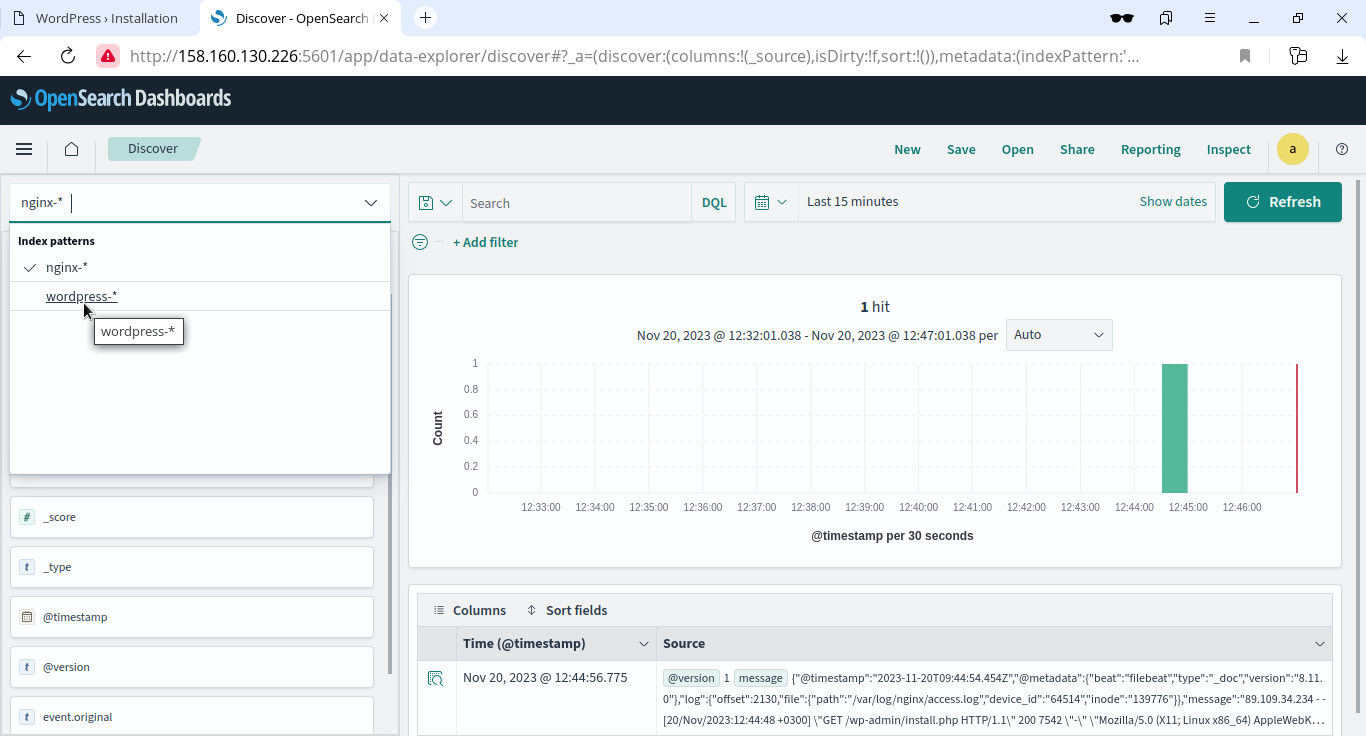 WordPress › Installation
Discover - OpenSearch
http://158.160.130.226:5601/app/data-explorer/discover#?_a=(discover:(columns:!(_source),isDirty:!f,sort:!()),metadata:(indexPattern:'...
OpenSearch Dashboards
Discover
New Save Open Share Reporting Inspect a
nginx-*
Search DQL Last 15 minutes Show dates Refresh
+ Add filter
Index patterns
nginx-*
wordpress-*
wordpress-*
_score
_type
@timestamp
@version
event.original
1 hit
Nov 20, 2023 @ 12:32:01.038 - Nov 20, 2023 @ 12:47:01.038 per Auto
Count
1
0.8
0.6
0.4
0.2
0
12:33:00 12:34:00 12:35:00 12:36:00 12:37:00 12:38:00 12:39:00 12:40:00 12:41:00 12:42:00 12:43:00 12:44:00 12:45:00 12:46:00
@timestamp per 30 seconds
Columns Sort fields
Time (@timestamp) Source
Nov 20, 2023 @ 12:44:56.775 @version 1 message {"@timestamp":"2023-11-20T09:44:54.454Z","@metadata":{"beat":"filebeat","type":"_doc","version":"8.11.
0"},"log":{"offset":2130,"file":{"path":"/var/log/nginx/access.log","device_id":"64514","inode":"139776"}},"message":"89.109.34.234 - -
[20/Nov/2023:12:44:48 +0300] \"GET /wp-admin/install.php HTTP/1.1\" 200 7542 \"-\" \"Mozilla/5.0 (X11; Linux x86_64) AppleWebK...